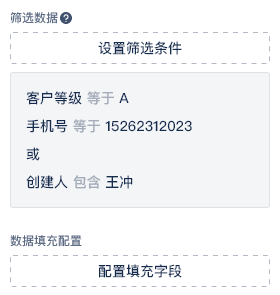 筛选数据 ?
设置筛选条件
客户等级 等于 A
手机号 等于 15262312023
或
创建人 包含 王冲
数据填充配置
配置填充字段